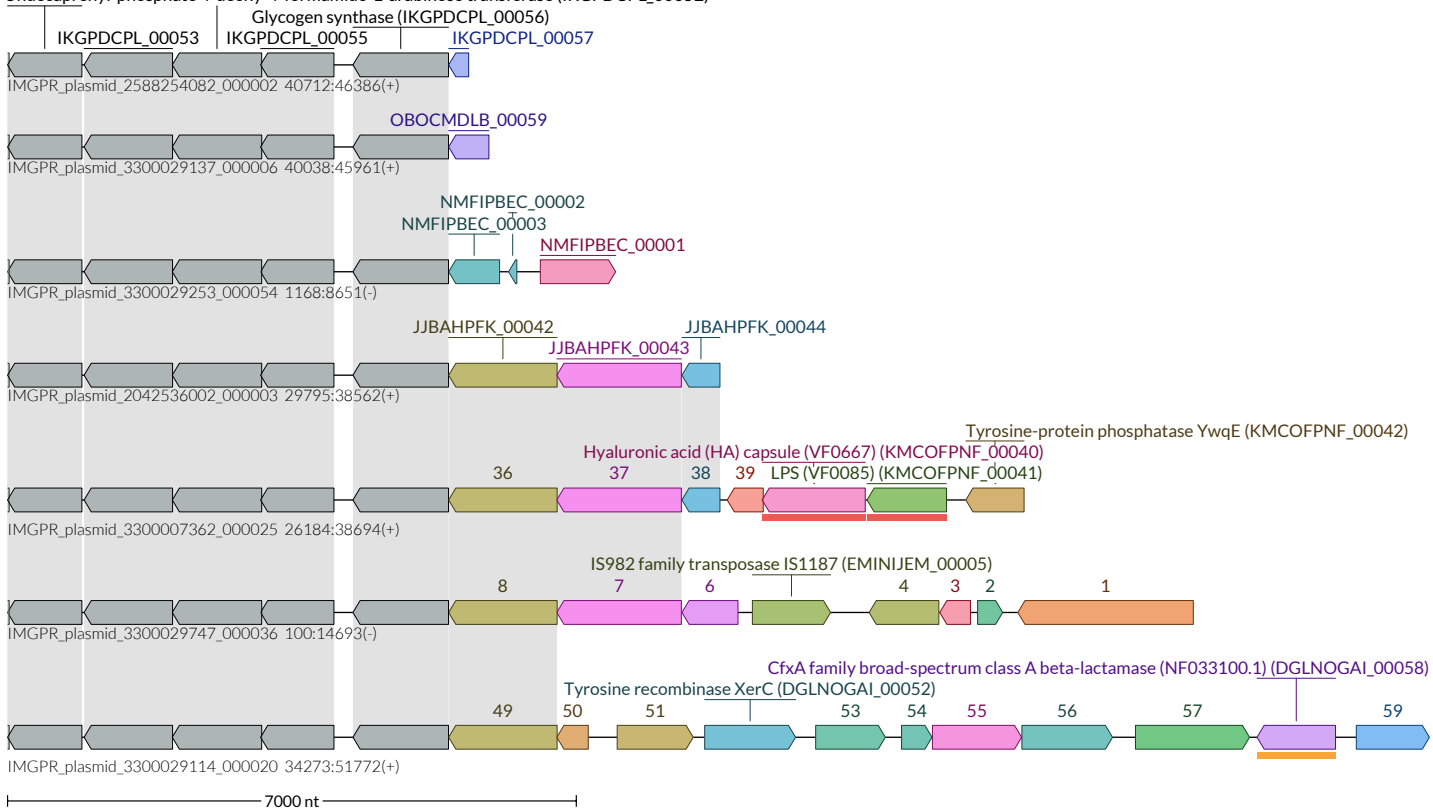 Glycogen synthase (IKGPDCPL_00056)
IKGPDCPL_00053 IKGPDCPL_00055 IKGPDCPL_00057
IMGPR_plasmid_2588254082_000002 40712:46386(+)
OBOCMDLB_00059
IMGPR_plasmid_3300029137_000006 40038:45961(+)
NMFIPBEC_00002
NMFIPBEC_00003
NMFIPBEC_00001
IMGPR_plasmid_3300029253_000054 1168:8651(-)
JJBAHPFK_00042 JJBAHPFK_00044
JJBAHPFK_00043
IMGPR_plasmid_2042536002_000003 29795:38562(+)
Tyrosine-protein phosphatase YwqE (KMCOFPNF_00042)
Hyaluronic acid (HA) capsule (VF0667) (KMCOFPNF_00040)
36 37 38 39 LPS (VF0085) (KMCOFPNF_00041)
IMGPR_plasmid_3300007362_000025 26184:38694(+)
IS982 family transposase IS1187 (EMINIJEM_00005)
8 7 6 4 3 2 1
IMGPR_plasmid_3300029747_000036 100:14693(-)
CfxA family broad-spectrum class A beta-lactamase (NF033100.1) (DGLNOGAI_00058)
Tyrosine recombinase XerC (DGLNOGAI_00052)
49 50 51 53 54 55 56 57 59
IMGPR_plasmid_3300029114_000020 34273:51772(+)
7000 nt